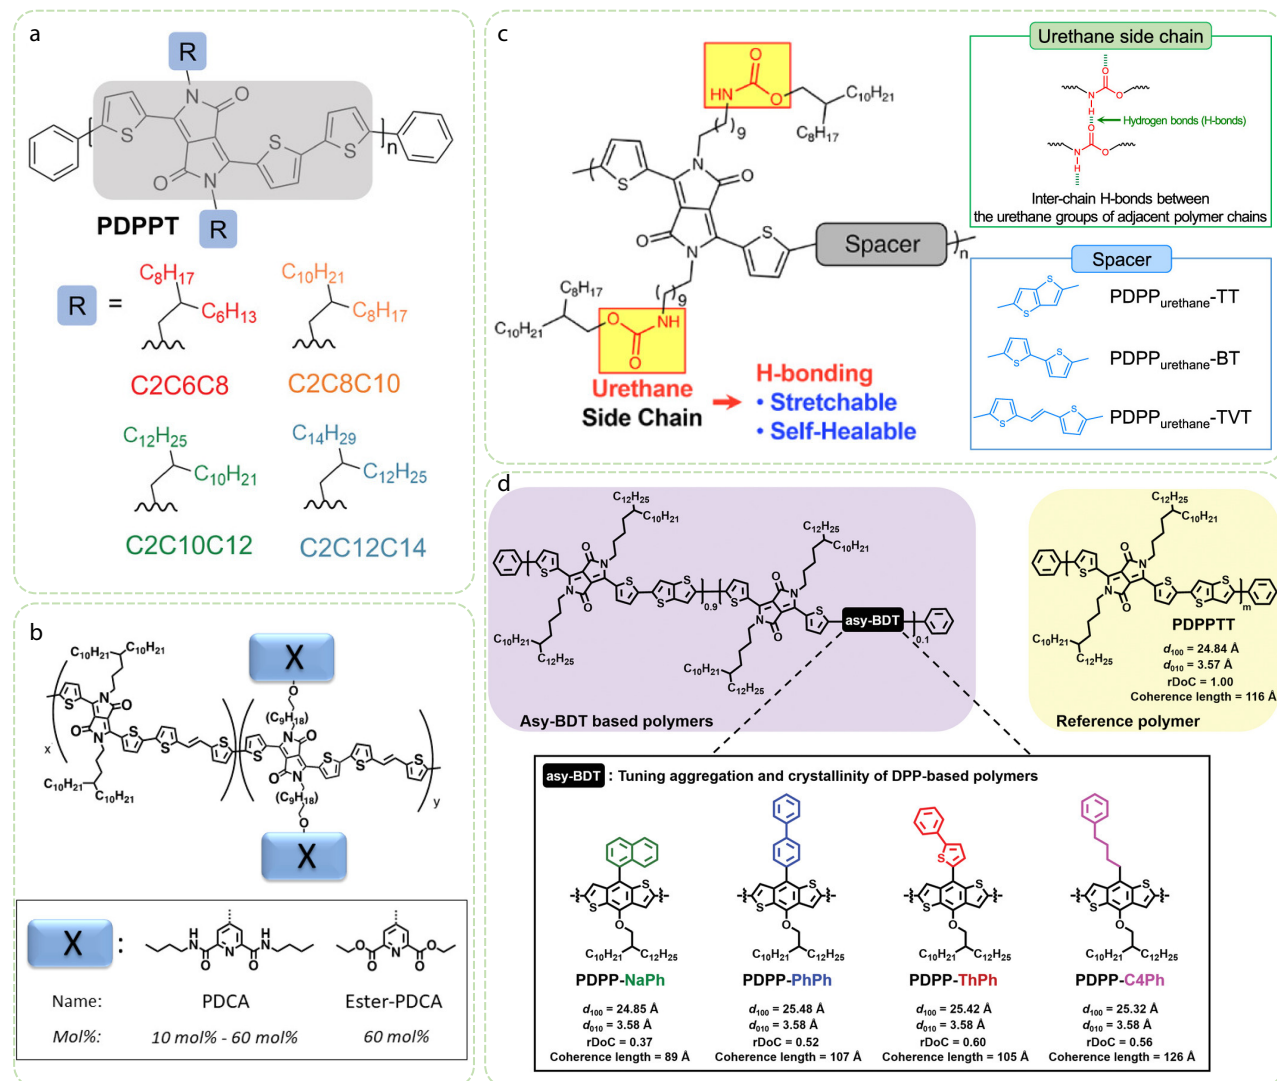 a
R
N
O
S
S
S
n
O
N
PDPPT
R
R =
C8H17
C6H13
C2C6C8
C10H21
C8H17
C2C8C10
C12H25
C10H21
C2C10C12
C14H29
C12H25
C2C12C14
b
C10H21 C10H21
X
O
(C9H18)
N
O
S
x
y
C10H21
C10H21
(C9H18)
O
X
X :
H
N
O
N
O
H
N
O
O
N
O
O
Name: PDCA Ester-PDCA
Mol%: 10 mol% - 60 mol% 60 mol%
c
O
HN
O
C10H21
C8H17
9
N
O
S
O
N
S
Spacer
n
9
C8H17
C10H21
O
NH
O
Urethane
Side Chain
H-bonding
• Stretchable
• Self-Healable
Urethane side chain
O
N
O
H
Hydrogen bonds (H-bonds)
O
N
O
H
Inter-chain H-bonds between
the urethane groups of adjacent polymer chains
Spacer
S
S
PDPPurethane-TT
S
S
PDPPurethane-BT
S
S
PDPPurethane-TVT
d
C12H25
C10H21
C12H25
C10H21
0.9
asy-BDT
0.1
C10H21
C12H25
C10H21
C12H25
Asy-BDT based polymers
C12H25
C10H21
m
C10H21
C12H25
PDPPTT
d100 = 24.84 Å
d010 = 3.57 Å
rDoC = 1.00
Coherence length = 116 Å
Reference polymer
asy-BDT : Tuning aggregation and crystallinity of DPP-based polymers
S
S
O
C10H21 C12H25
PDPP-NaPh
d100 = 24.85 Å
d010 = 3.58 Å
rDoC = 0.37
Coherence length = 89 Å
S
S
O
C10H21 C12H25
PDPP-PhPh
d100 = 25.48 Å
d010 = 3.58 Å
rDoC = 0.52
Coherence length = 107 Å
S
S
S
O
C10H21 C12H25
PDPP-ThPh
d100 = 25.42 Å
d010 = 3.58 Å
rDoC = 0.60
Coherence length = 105 Å
S
S
O
C10H21 C12H25
PDPP-C4Ph
d100 = 25.32 Å
d010 = 3.58 Å
rDoC = 0.56
Coherence length = 126 Å